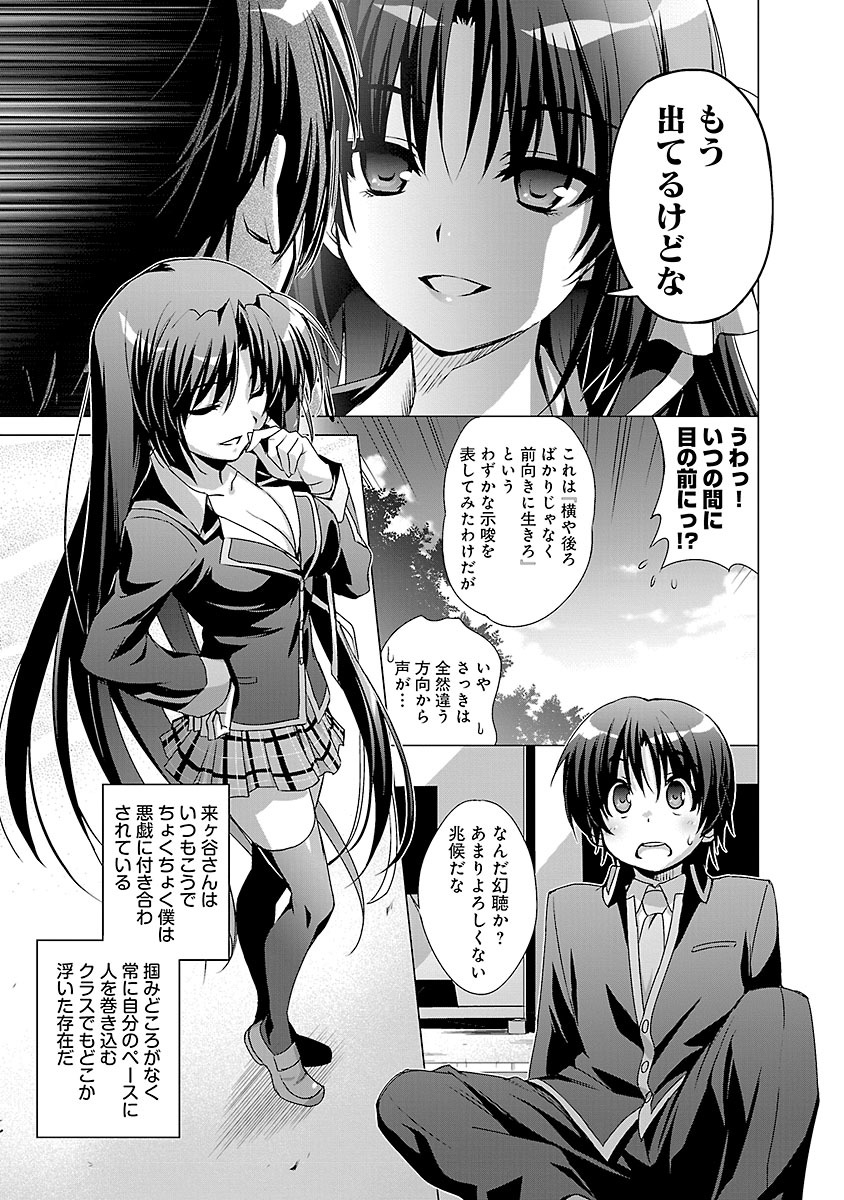 もう
出てるけどな
うわっ！
いつの間に
目の前にっ!?
これは『横や後ろ
ばかりじゃなく
前向きに生きろ』
という
わずかな示唆を
表してみたわけだが
いや
さっきは
全然違う
方向から
声が…
なんだ幻聴か？
あまりよろしくない
兆候だな
来ヶ谷さんは
いつもこうで
ちょくちょく僕は
悪戯に付き合わ
されている
掴みどころがなく
常に自分のペースに
人を巻き込む
クラスでもどこか
浮いた存在だ